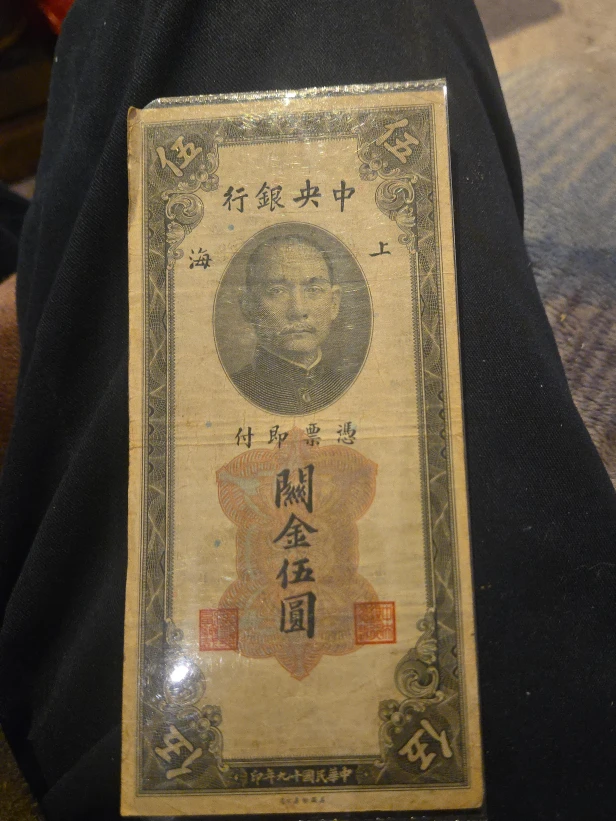 伍 伍
中央銀行
上海
憑票即付
關金伍圓
伍 伍
中華民國十九年印